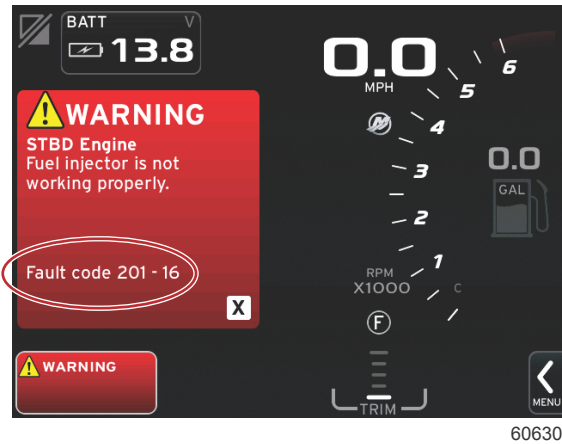 BATT V
13.8
WARNING
STBD Engine
Fuel injector is not
working properly.
Fault code 201 - 16
X
WARNING
0.0
MPH
6
5
4
3
2
1
RPM
X1000
C
F
TRIM
0.0
GAL
MENU
60630